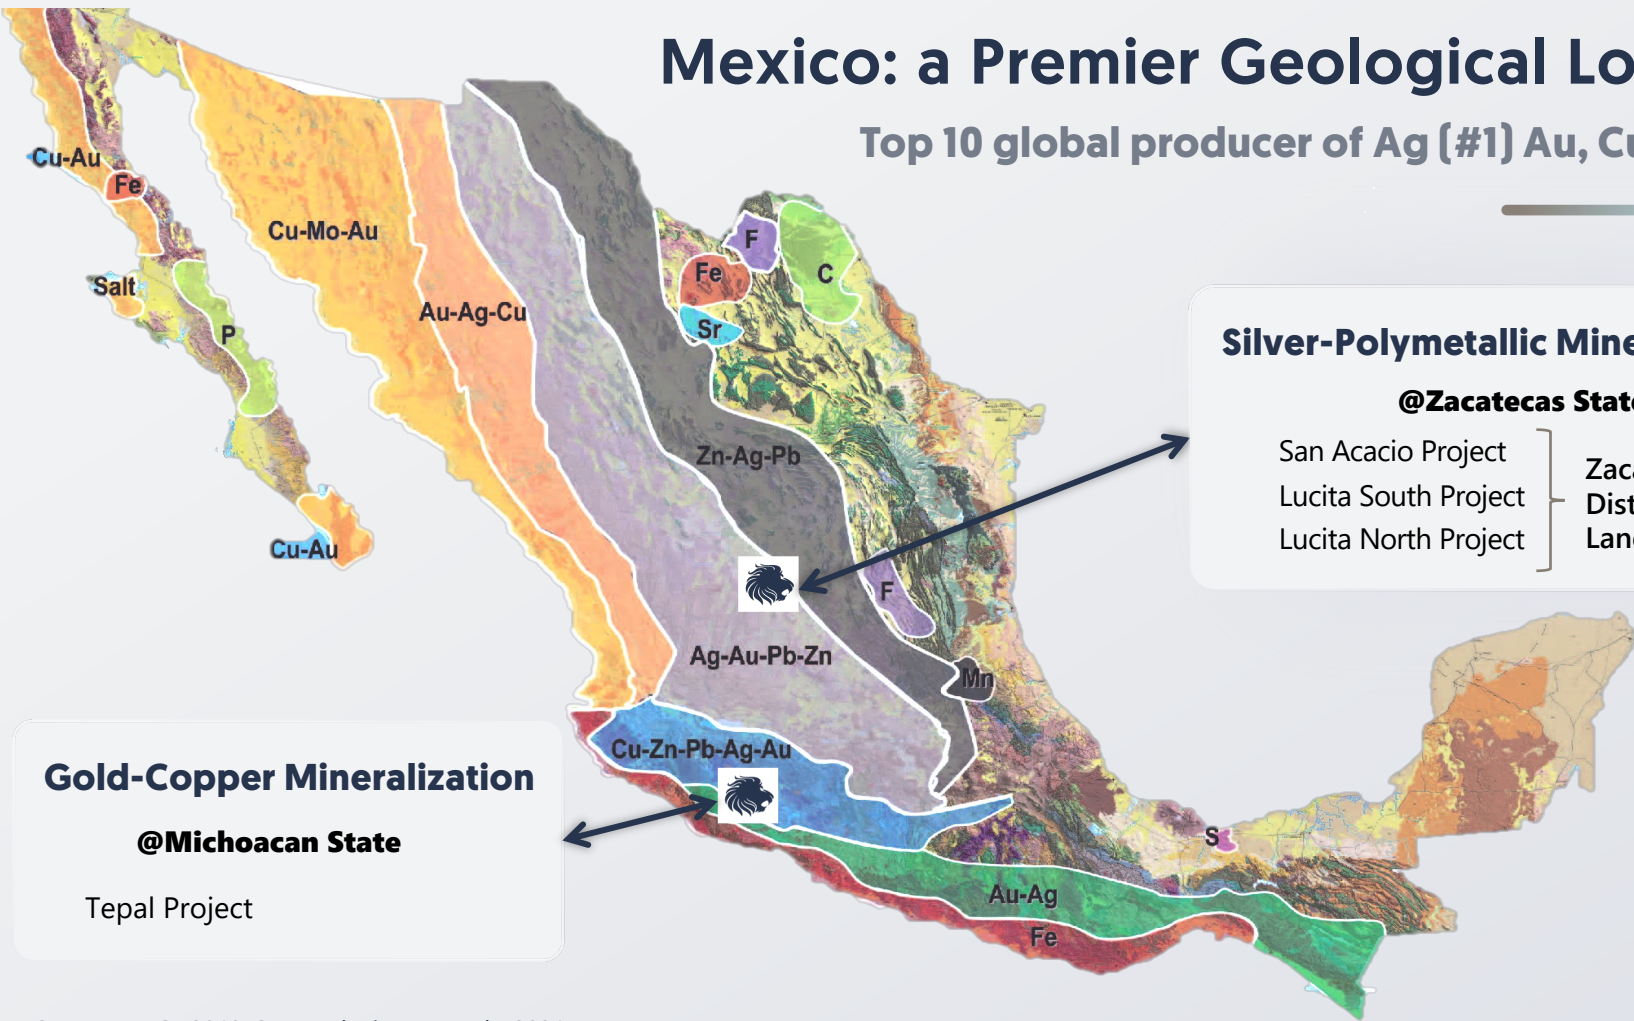 Mexico: a Premier Geological Lo
Top 10 global producer of Ag (#1) Au, Cu
Cu-Au
Fe
Cu-Mo-Au
F
Fe
C
Salt
Au-Ag-Cu
Sr
P
Silver-Polymetallic Mine
@Zacatecas State
San Acacio Project
Lucita South Project
Lucita North Project
Zaca
Dist
Land
Zn-Ag-Pb
Cu-Au
F
Ag-Au-Pb-Zn
Mn
Cu-Zn-Pb-Ag-Au
Gold-Copper Mineralization
@Michoacan State
Tepal Project
S
Au-Ag
Fe